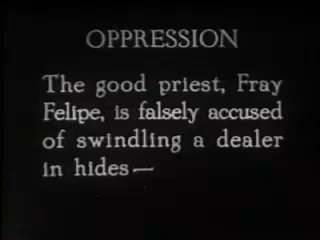 OPPRESSION
The good priest, Fray
Felipe, is falsely accused
of swindling a dealer
in hides—